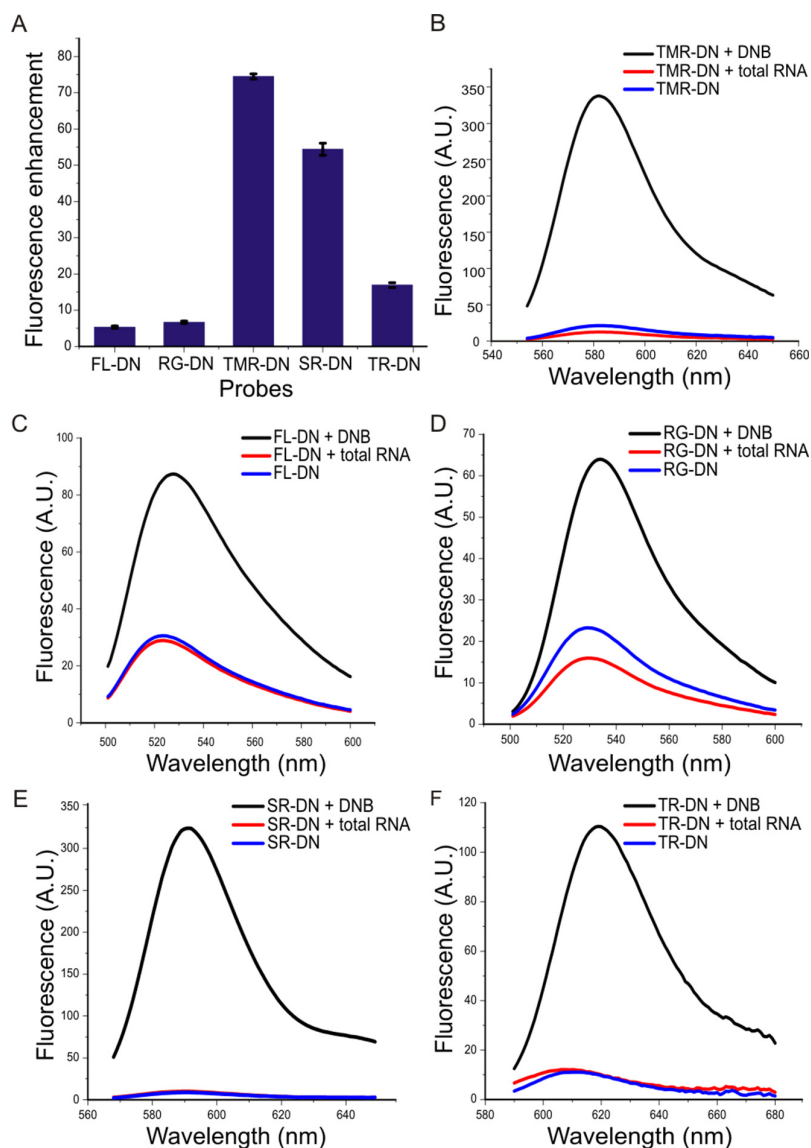 A
Fluorescence enhancement
80
70
60
50
40
30
20
10
0
FL-DN RG-DN TMR-DN SR-DN TR-DN
Probes
B
TMR-DN + DNB
TMR-DN + total RNA
TMR-DN
Fluorescence (A.U.)
350
300
250
200
150
100
50
0
540 560 580 600 620 640 660
Wavelength (nm)
C
FL-DN + DNB
FL-DN + total RNA
FL-DN
Fluorescence (A.U.)
100
80
60
40
20
0
500 520 540 560 580 600
Wavelength (nm)
D
RG-DN + DNB
RG-DN + total RNA
RG-DN
Fluorescence (A.U.)
70
60
50
40
30
20
10
0
500 520 540 560 580 600
Wavelength (nm)
E
SR-DN + DNB
SR-DN + total RNA
SR-DN
Fluorescence (A.U.)
350
300
250
200
150
100
50
0
560 580 600 620 640
Wavelength (nm)
F
TR-DN + DNB
TR-DN + total RNA
TR-DN
Fluorescence (A.U.)
120
100
80
60
40
20
0
580 600 620 640 660 680
Wavelength (nm)